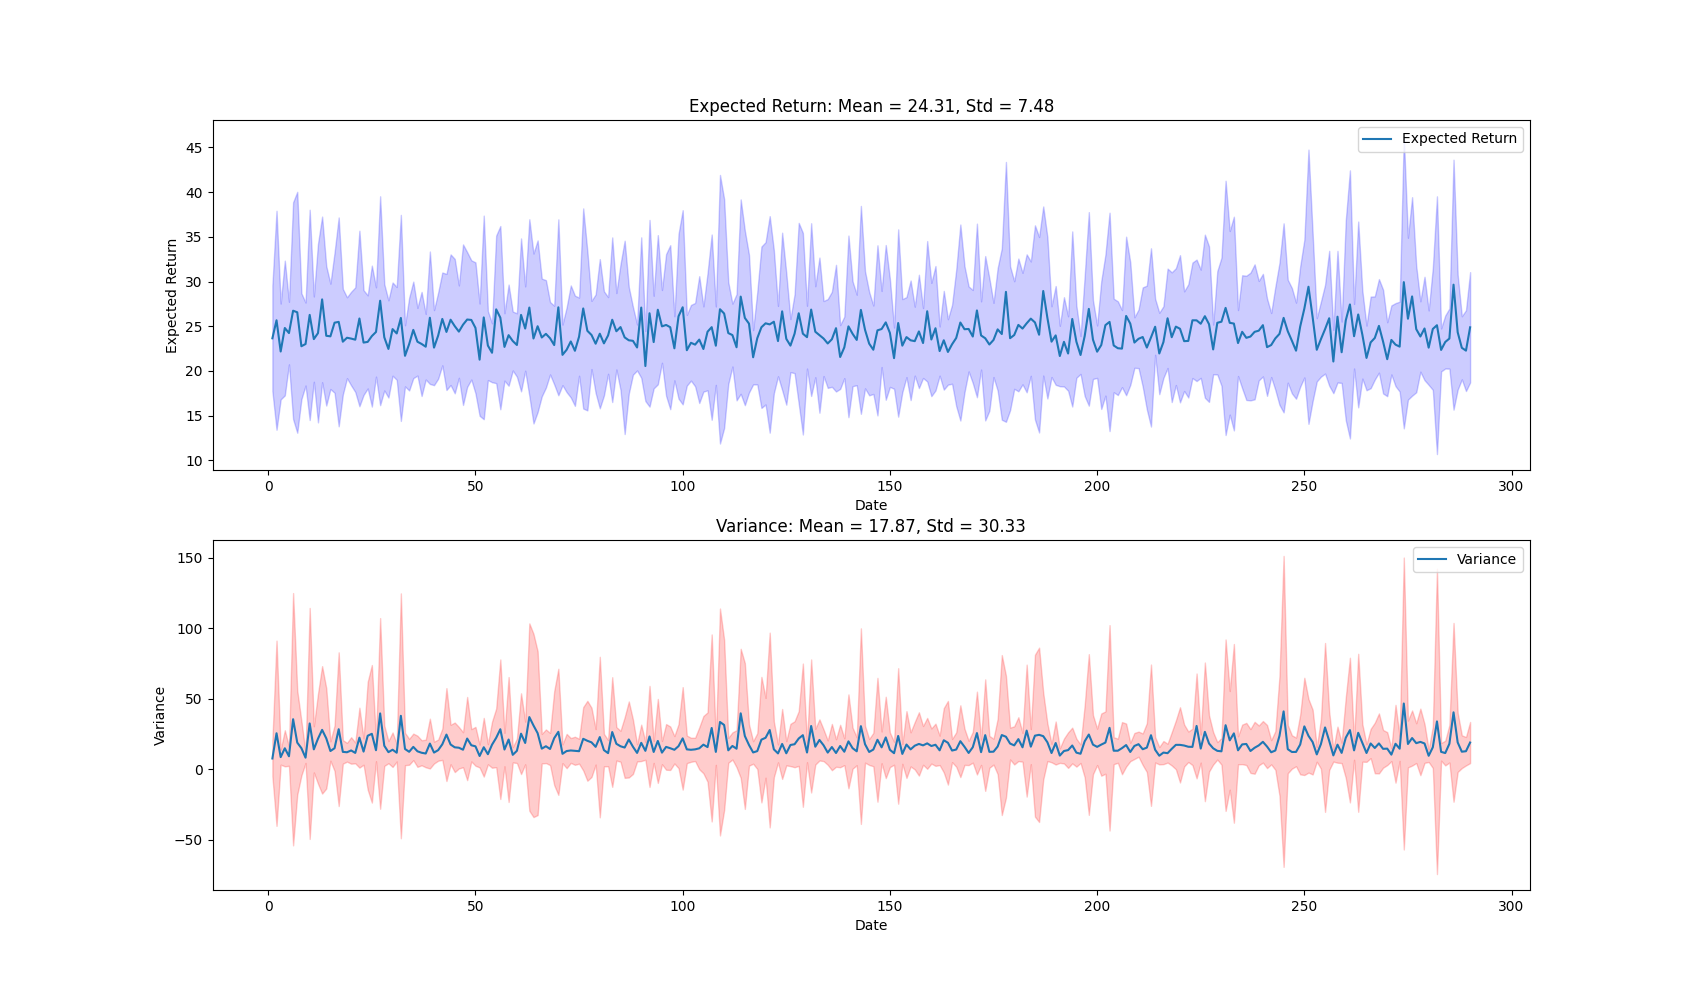 Expected Return: Mean = 24.31, Std = 7.48
Expected Return
45
40
35
30
25
20
15
10
Expected Return
0 50 100 150 200 250 300
Date
Variance: Mean = 17.87, Std = 30.33
Variance
150
100
50
0
−50
Variance
0 50 100 150 200 250 300
Date